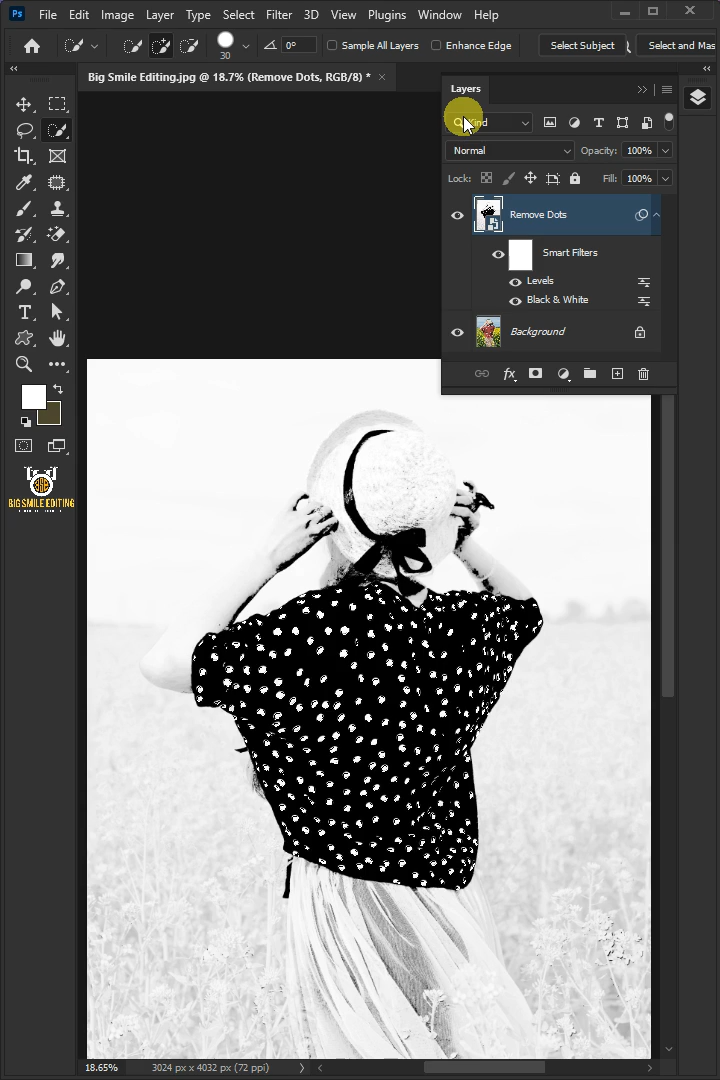 Ps File Edit Image Layer Type Select Filter 3D View Plugins Window Help
30 0° Sample All Layers Enhance Edge Select Subject Select and Mas
Big Smile Editing.jpg @ 18.7% (Remove Dots, RGB/8) * ×
Layers
Kind
Normal Opacity: 100%
Lock: Fill: 100%
Remove Dots
Smart Filters
Levels
Black & White
Background
fx
BIG SMILE EDITING
18.65% 3024 px x 4032 px (72 ppi)